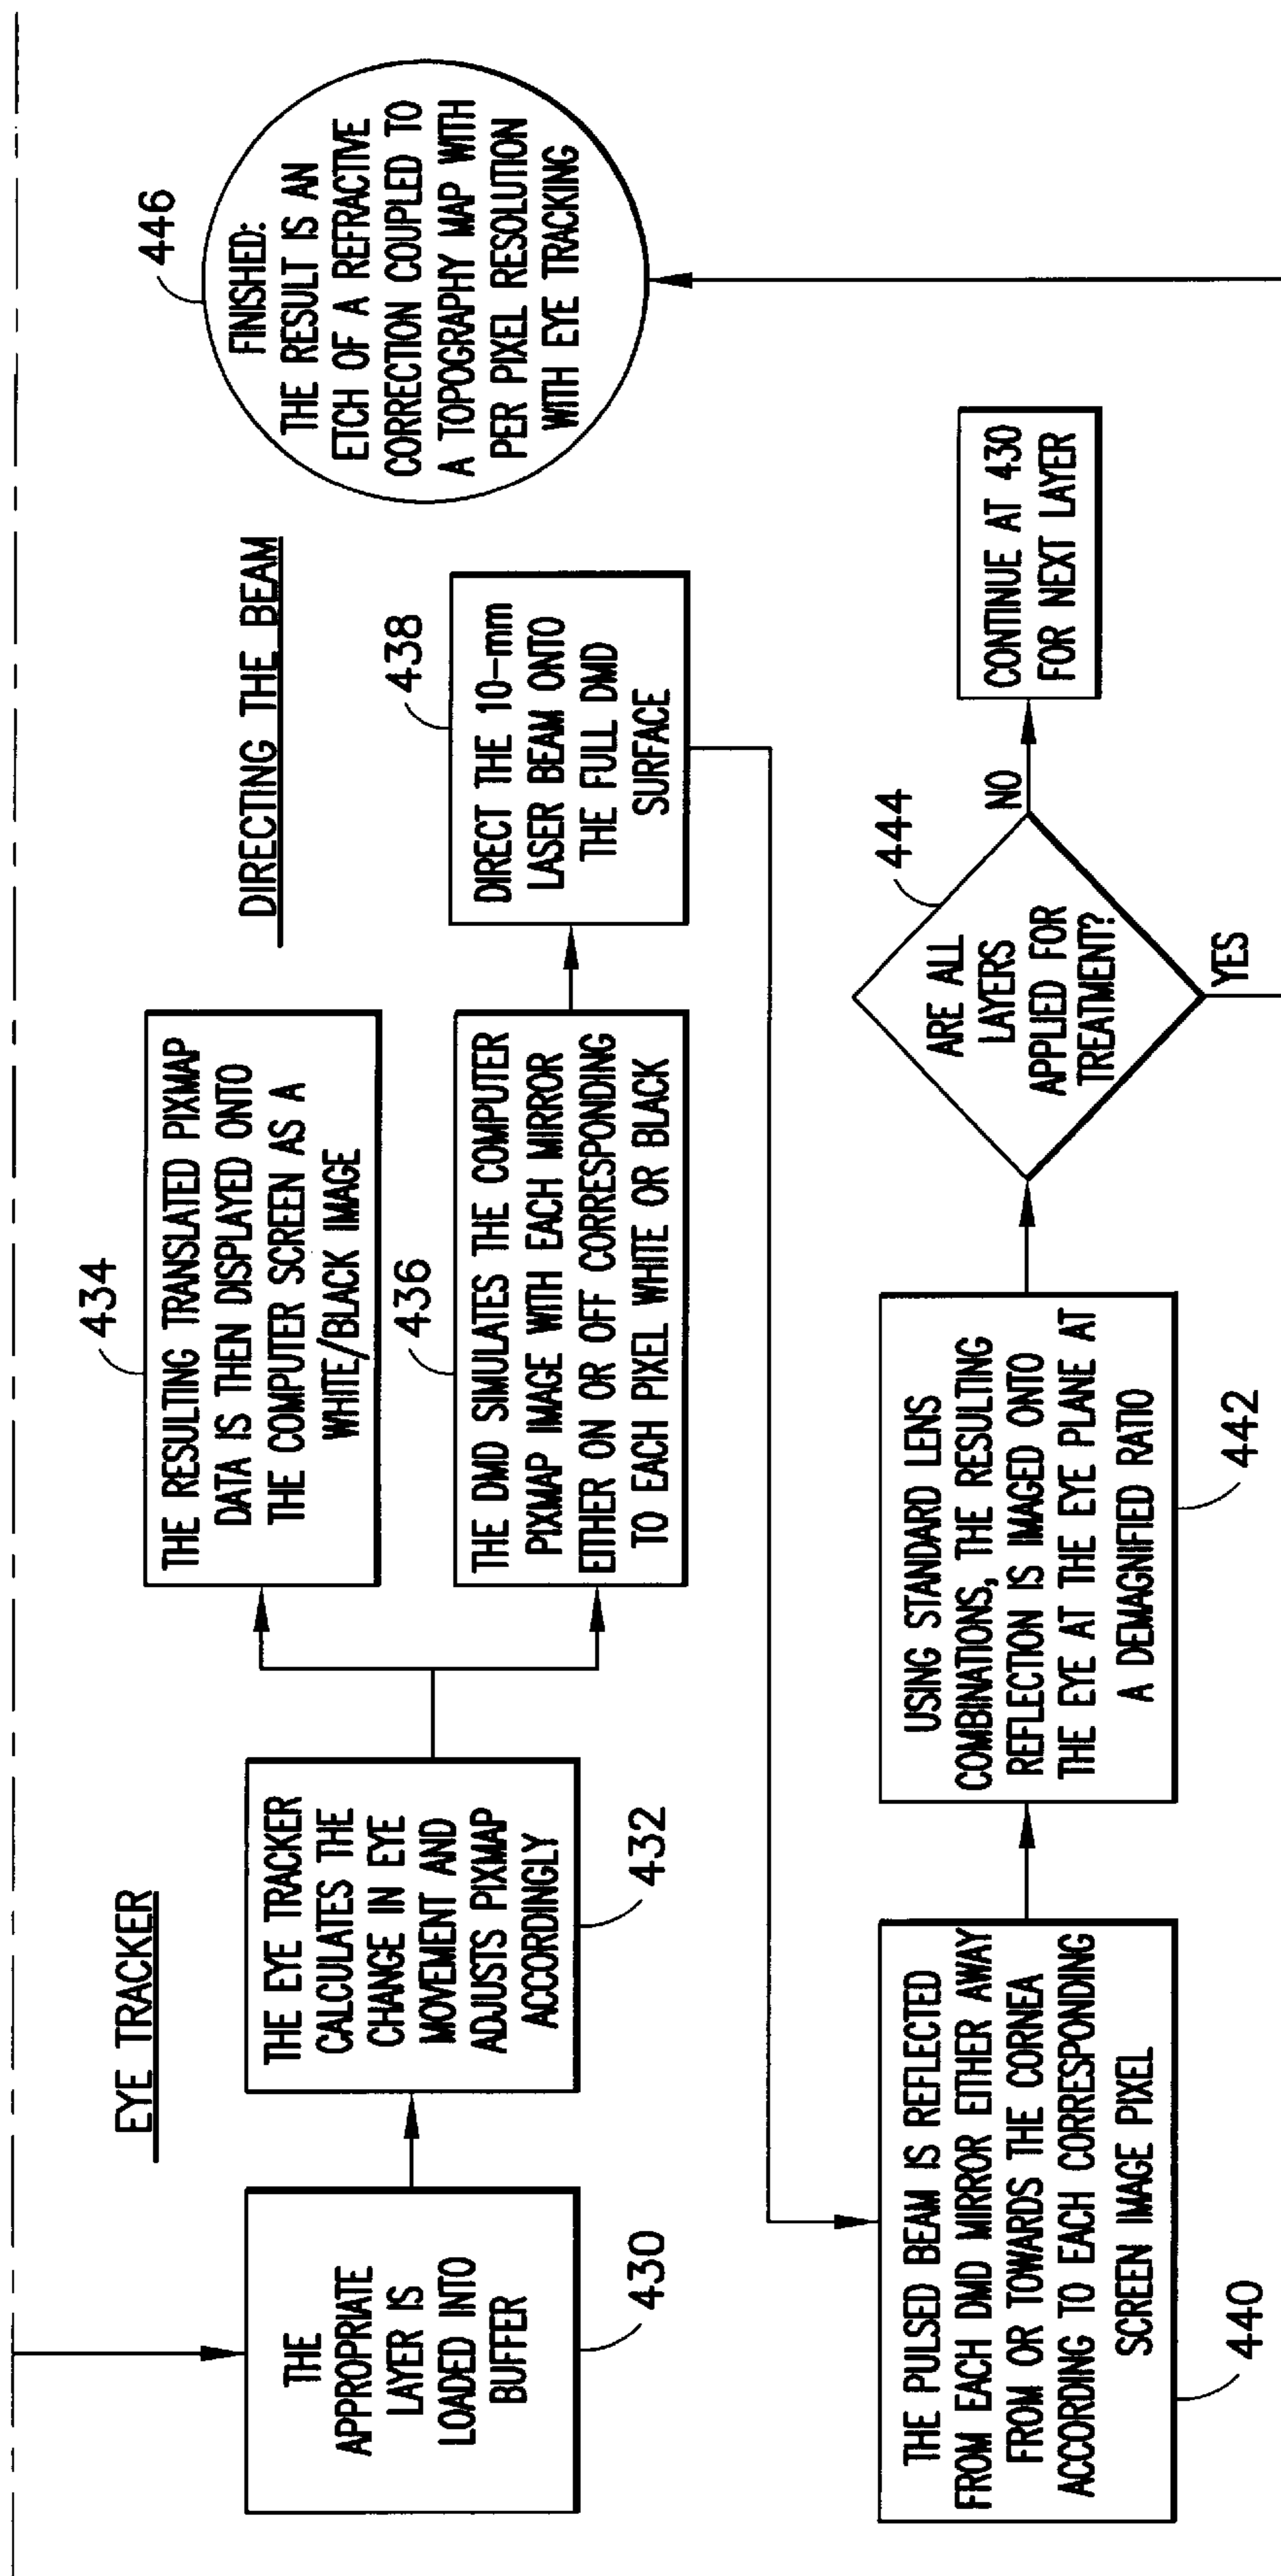 EYE TRACKER
THE
APPROPRIATE
LAYER IS
LOADED INTO
BUFFER
430
THE EYE TRACKER
CALCULATES THE
CHANGE IN EYE
MOVEMENT AND
ADJUSTS PIXMAP
ACCORDINGLY
432
434
THE RESULTING TRANSLATED PIXMAP
DATA IS THEN DISPLAYED ONTO
THE COMPUTER SCREEN AS A
WHITE/BLACK IMAGE
436
THE DMD SIMULATES THE COMPUTER
PIXMAP IMAGE WITH EACH MIRROR
EITHER ON OR OFF CORRESPONDING
TO EACH PIXEL WHITE OR BLACK
DIRECTING THE BEAM
438
DIRECT THE 10-mm
LASER BEAM ONTO
THE FULL DMD
SURFACE
THE PULSED BEAM IS REFLECTED
FROM EACH DMD MIRROR EITHER AWAY
FROM OR TOWARDS THE CORNEA
ACCORDING TO EACH CORRESPONDING
SCREEN IMAGE PIXEL
440
USING STANDARD LENS
COMBINATIONS, THE RESULTING
REFLECTION IS IMAGED ONTO
THE EYE AT THE EYE PLANE AT
A DEMAGNIFIED RATIO
442
444
ARE ALL
LAYERS
APPLIED FOR
TREATMENT?
NO
YES
CONTINUE AT 430
FOR NEXT LAYER
446
FINISHED:
THE RESULT IS AN
ETCH OF A REFRACTIVE
CORRECTION COUPLED TO
A TOPOGRAPHY MAP WITH
PER PIXEL RESOLUTION
WITH EYE TRACKING